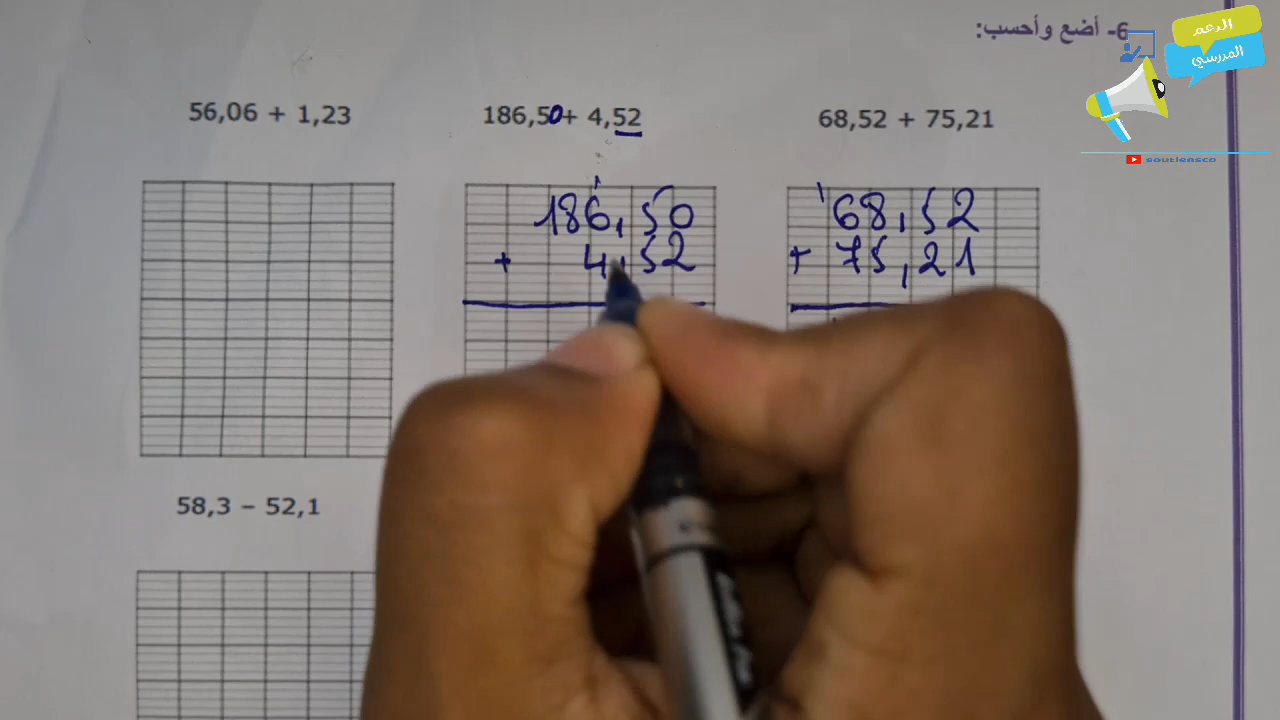 6- أضع وأحسب:
الدعم
المدرسي
soutiensco
56,06 + 1,23
186,50+ 4,52
68,52 + 75,21
186,50
+ 4,52
68,52
+ 75,21
58,3 – 52,1